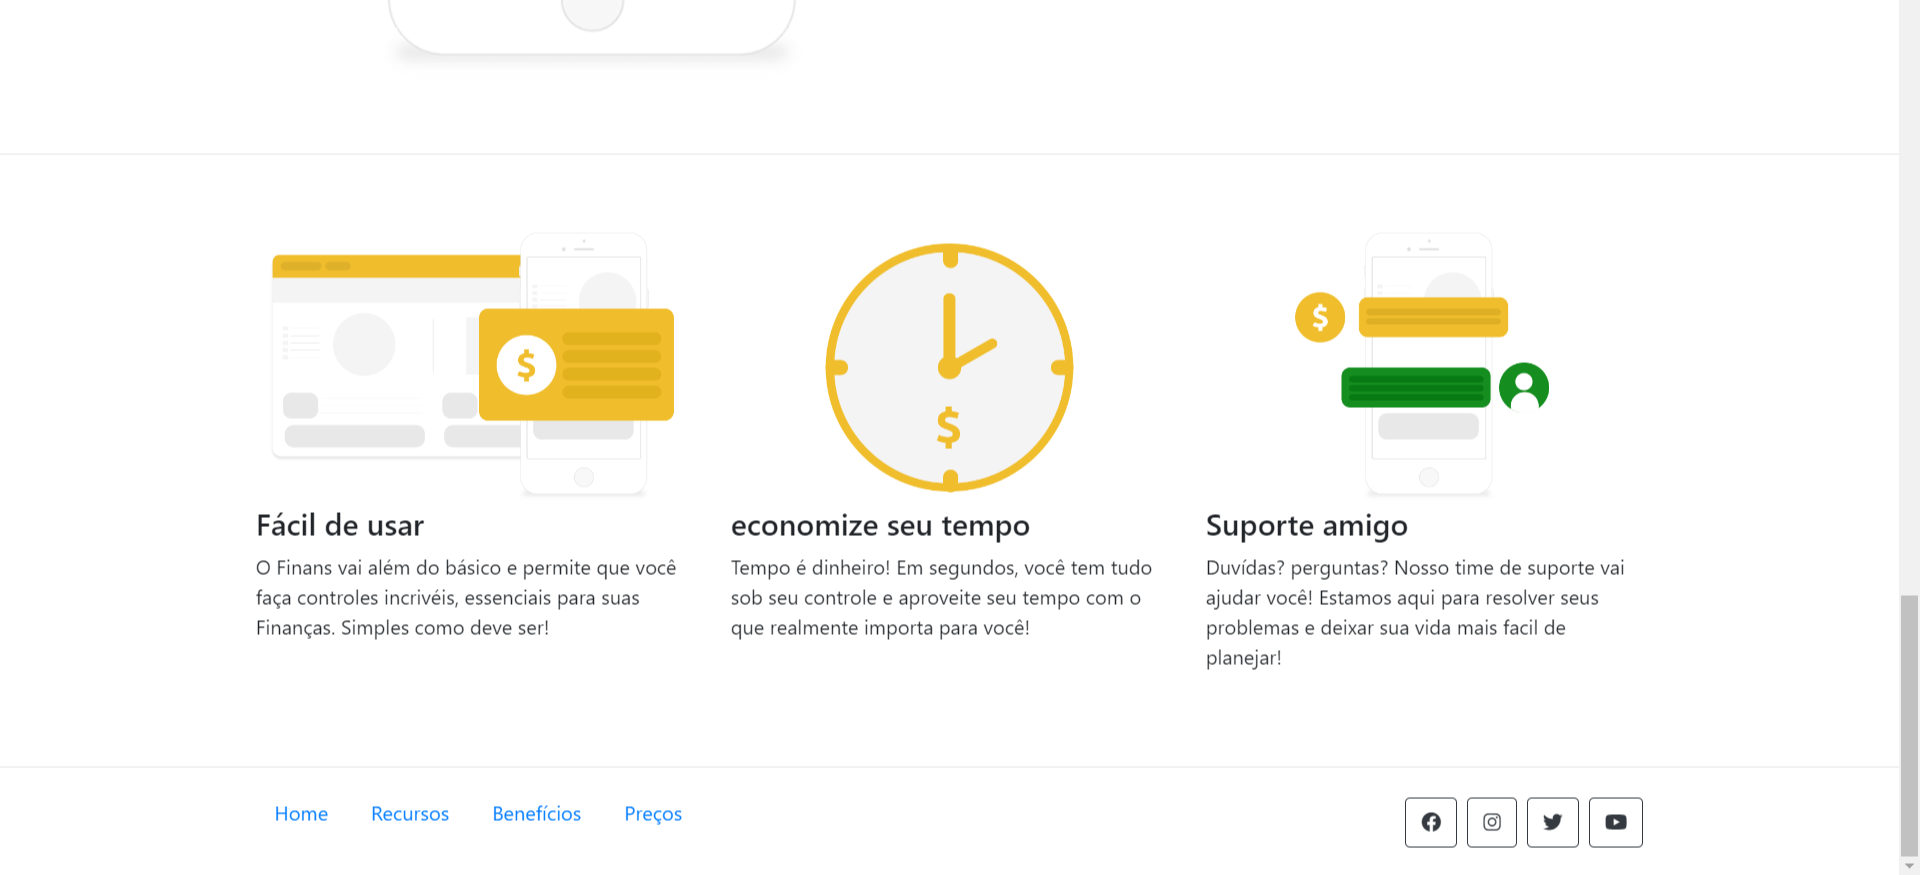 $
$
$
Fácil de usar
O Finans vai além do básico e permite que você
faça controles incrivéis, essenciais para suas
Finanças. Simples como deve ser!
economize seu tempo
Tempo é dinheiro! Em segundos, você tem tudo
sob seu controle e aproveite seu tempo com o
que realmente importa para você!
Suporte amigo
Duvídas? perguntas? Nosso time de suporte vai
ajudar você! Estamos aqui para resolver seus
problemas e deixar sua vida mais facil de
planejar!
Home Recursos Benefícios Preços